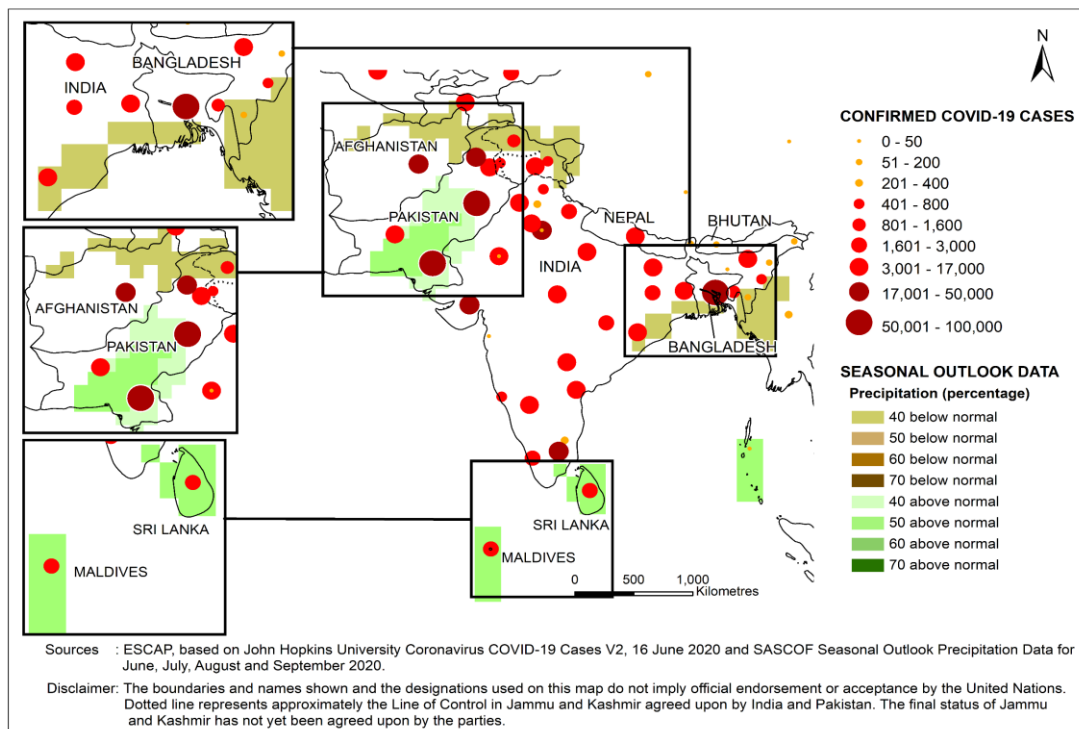 BANGLADESH
INDIA
AFGHANISTAN
PAKISTAN
SRI LANKA
MALDIVES
AFGHANISTAN
PAKISTAN
NEPAL
BHUTAN
INDIA
BANGLADESH
SRI LANKA
MALDIVES
0 500 1,000
Kilometres
N
CONFIRMED COVID-19 CASES
0 - 50
51 - 200
201 - 400
401 - 800
801 - 1,600
1,601 - 3,000
3,001 - 17,000
17,001 - 50,000
50,001 - 100,000
SEASONAL OUTLOOK DATA
Precipitation (percentage)
40 below normal
50 below normal
60 below normal
70 below normal
40 above normal
50 above normal
60 above normal
70 above normal
Sources : ESCAP, based on John Hopkins University Coronavirus COVID-19 Cases V2, 16 June 2020 and SASCOF Seasonal Outlook Precipitation Data for
June, July, August and September 2020.
Disclaimer: The boundaries and names shown and the designations used on this map do not imply official endorsement or acceptance by the United Nations.
Dotted line represents approximately the Line of Control in Jammu and Kashmir agreed upon by India and Pakistan. The final status of Jammu
and Kashmir has not yet been agreed upon by the parties.